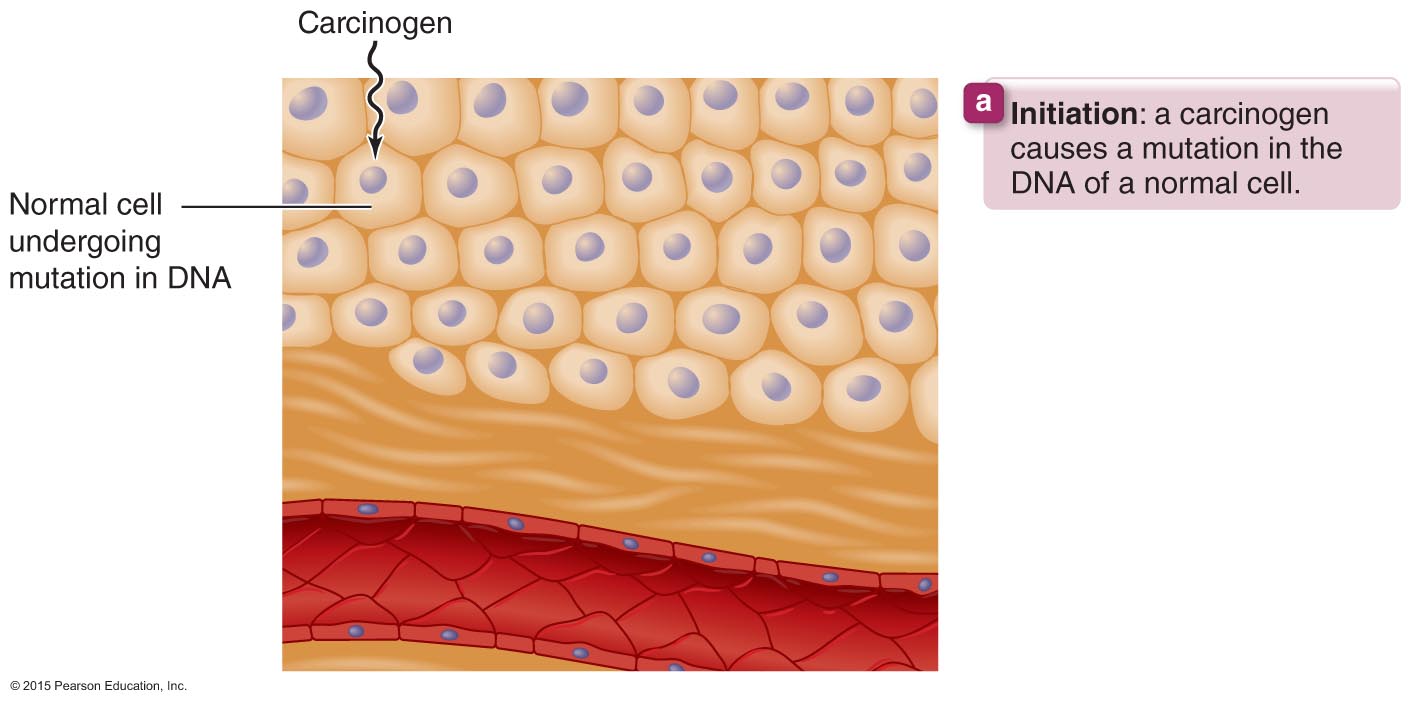 Carcinogen
a
Initiation: a carcinogen
causes a mutation in the
DNA of a normal cell.
Normal cell
undergoing
mutation in DNA
© 2015 Pearson Education, Inc.